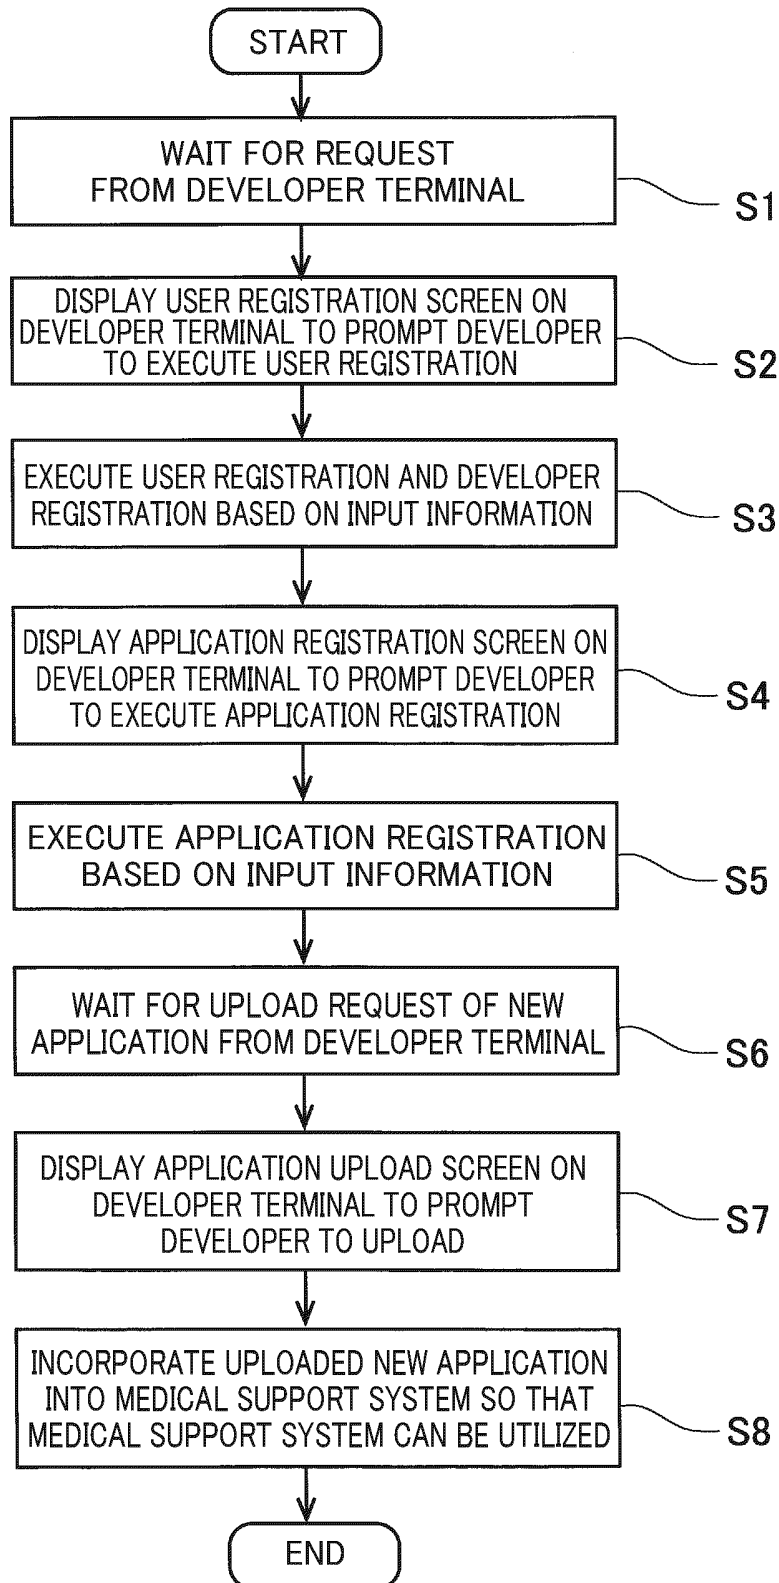 START
WAIT FOR REQUEST
FROM DEVELOPER TERMINAL
S1
DISPLAY USER REGISTRATION SCREEN ON
DEVELOPER TERMINAL TO PROMPT DEVELOPER
TO EXECUTE USER REGISTRATION
S2
EXECUTE USER REGISTRATION AND DEVELOPER
REGISTRATION BASED ON INPUT INFORMATION
S3
DISPLAY APPLICATION REGISTRATION SCREEN ON
DEVELOPER TERMINAL TO PROMPT DEVELOPER
TO EXECUTE APPLICATION REGISTRATION
S4
EXECUTE APPLICATION REGISTRATION
BASED ON INPUT INFORMATION
S5
WAIT FOR UPLOAD REQUEST OF NEW
APPLICATION FROM DEVELOPER TERMINAL
S6
DISPLAY APPLICATION UPLOAD SCREEN ON
DEVELOPER TERMINAL TO PROMPT
DEVELOPER TO UPLOAD
S7
INCORPORATE UPLOADED NEW APPLICATION
INTO MEDICAL SUPPORT SYSTEM SO THAT
MEDICAL SUPPORT SYSTEM CAN BE UTILIZED
S8
END